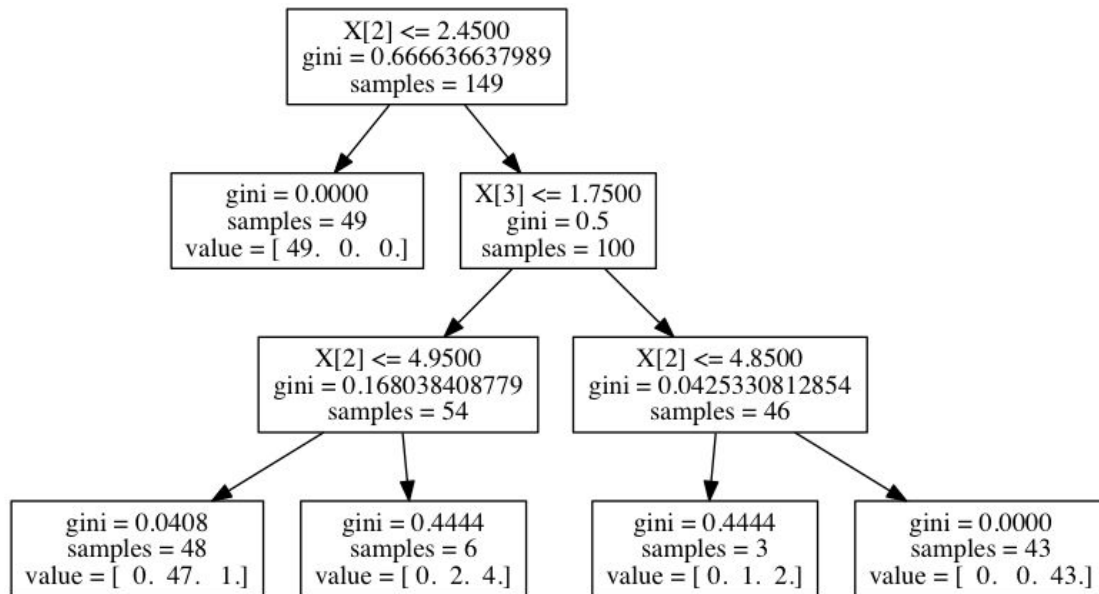 X[2] <= 2.4500
gini = 0.666636637989
samples = 149
gini = 0.0000
samples = 49
value = [ 49. 0. 0.]
X[3] <= 1.7500
gini = 0.5
samples = 100
X[2] <= 4.9500
gini = 0.168038408779
samples = 54
X[2] <= 4.8500
gini = 0.0425330812854
samples = 46
gini = 0.0408
samples = 48
value = [ 0. 47. 1.]
gini = 0.4444
samples = 6
value = [ 0. 2. 4.]
gini = 0.4444
samples = 3
value = [ 0. 1. 2.]
gini = 0.0000
samples = 43
value = [ 0. 0. 43.]